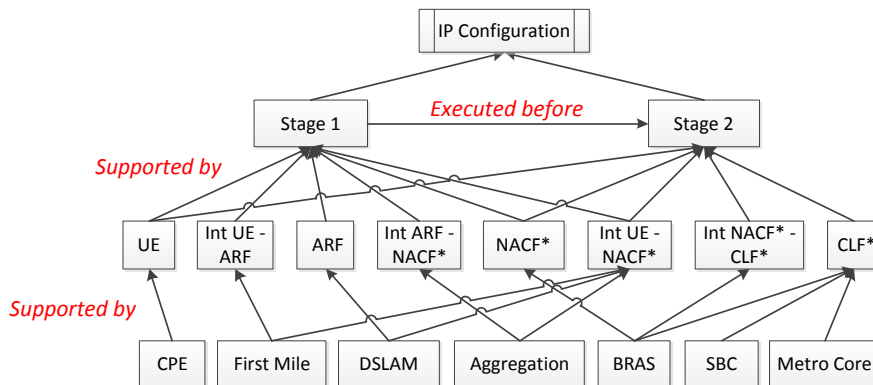 IP Configuration
Executed before
Stage 1
Stage 2
Supported by
UE
Int UE -
ARF
ARF
Int ARF -
NACF*
NACF*
Int UE -
NACF*
Int NACF* -
CLF*
CLF*
Supported by
CPE
First Mile
DSLAM
Aggregation
BRAS
SBC
Metro Core